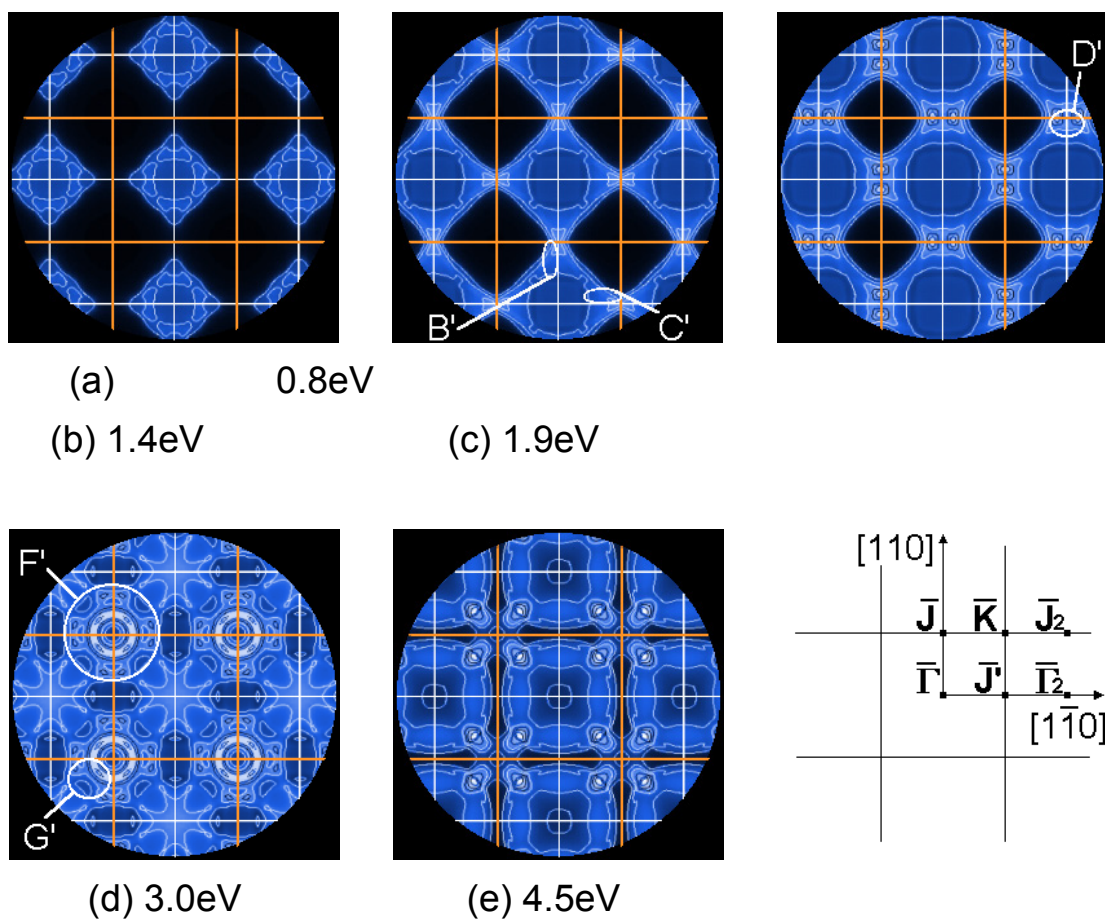 D'
B' C'
(a) 0.8eV
(b) 1.4eV (c) 1.9eV
F'
G'
[110]
J̅ K̅ J̅₂
Γ̅ J̅' Γ̅₂
[11̅0]
(d) 3.0eV (e) 4.5eV